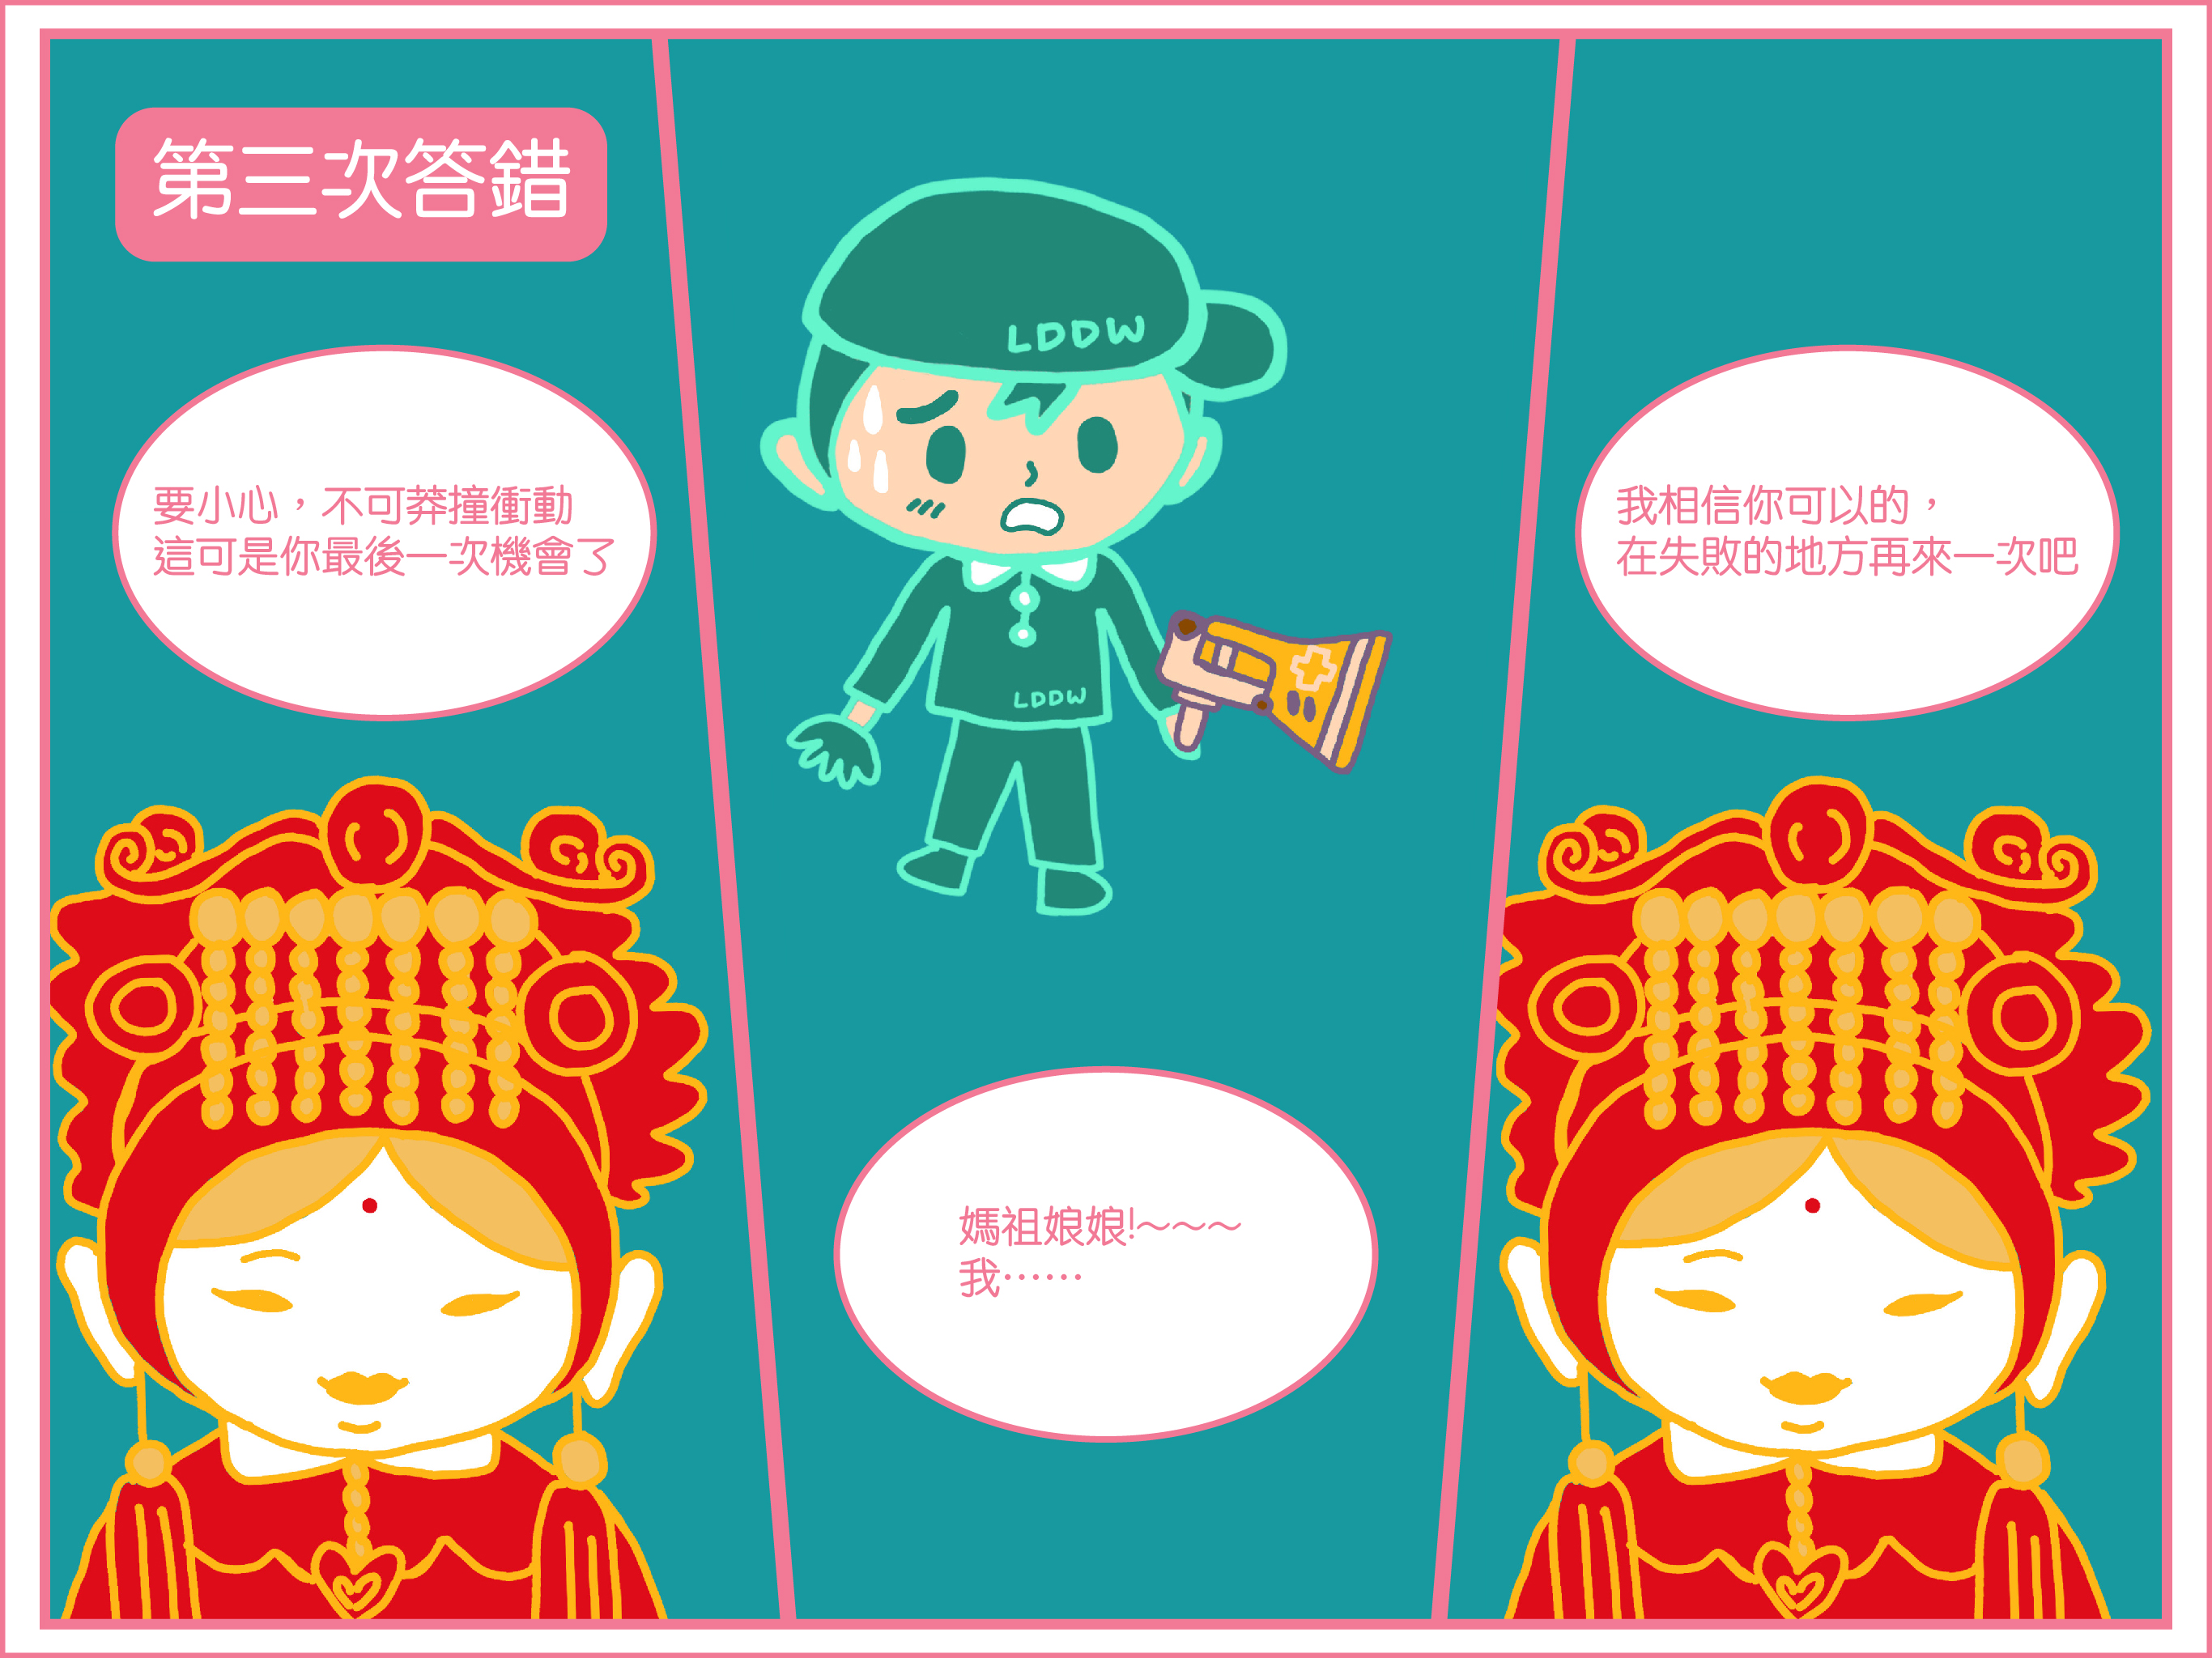 第三次答錯
要小心，不可莽撞衝動
這可是你最後一次機會了
LDDW
LDDW
媽祖娘娘!～～～
我……
我相信你可以的，
在失敗的地方再來一次吧